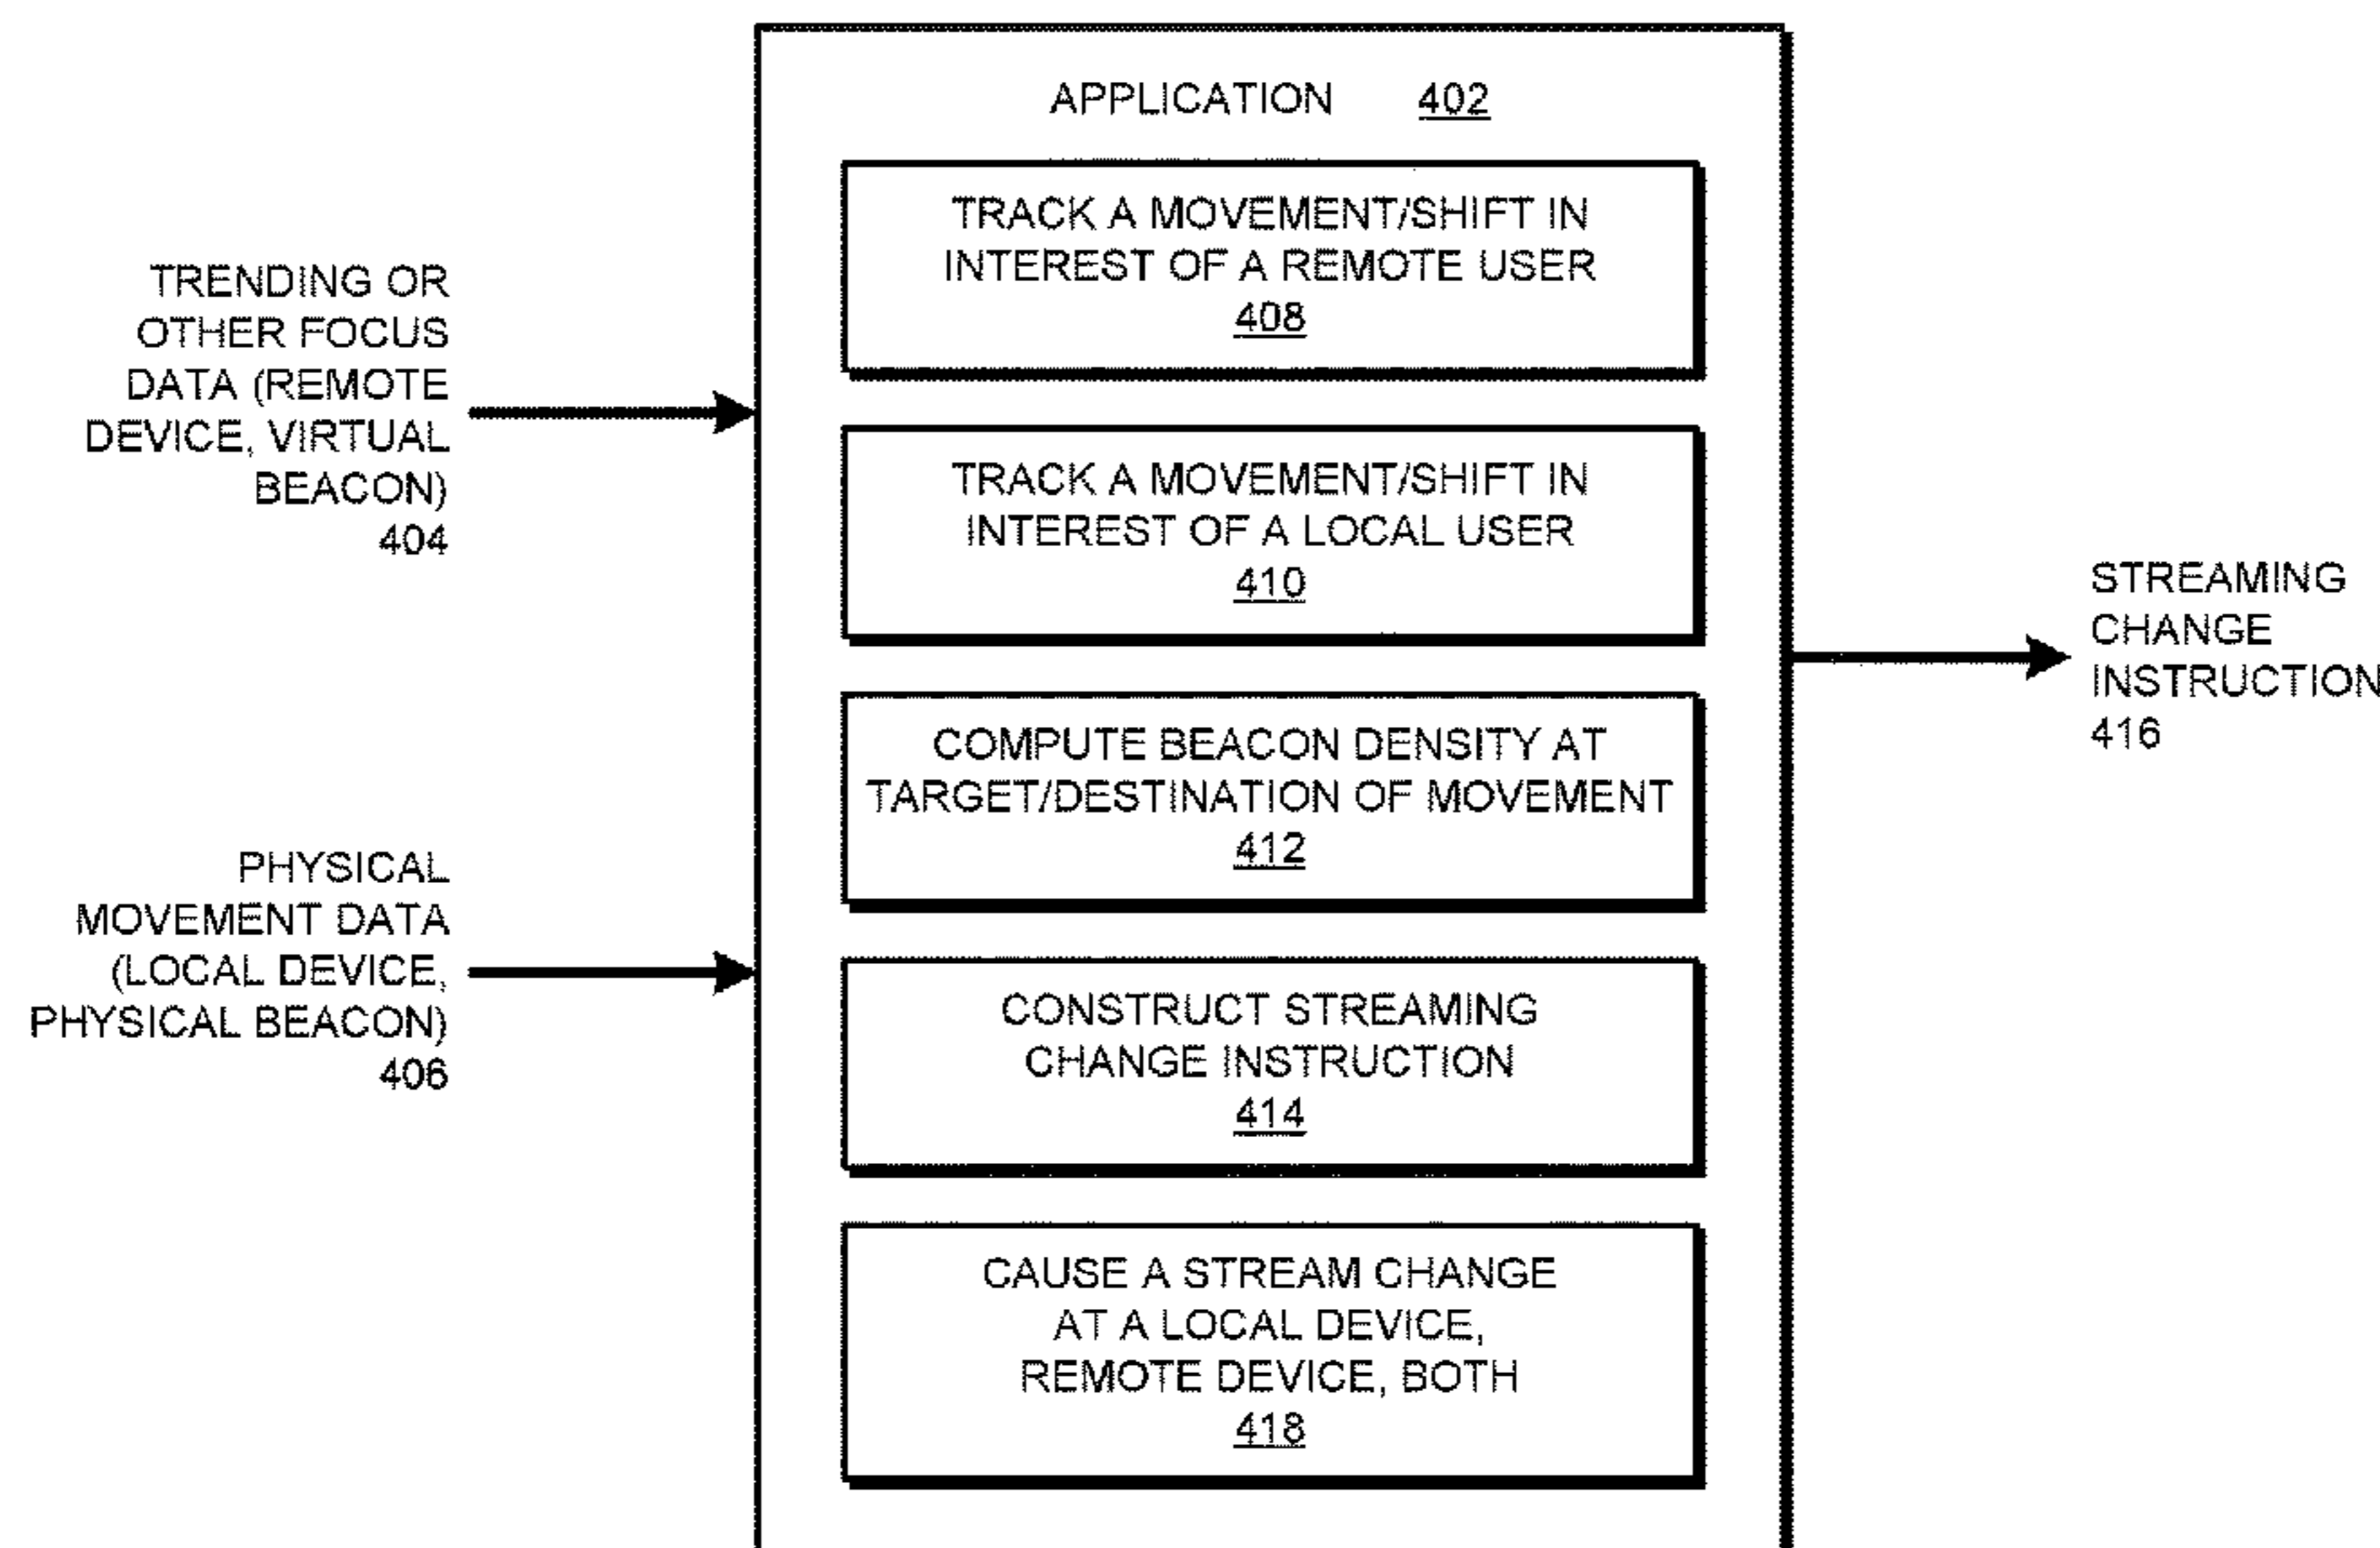 APPLICATION 402
TRACK A MOVEMENT/SHIFT IN
INTEREST OF A REMOTE USER
408
TRENDING OR
OTHER FOCUS
DATA (REMOTE
DEVICE, VIRTUAL
BEACON)
404
TRACK A MOVEMENT/SHIFT IN
INTEREST OF A LOCAL USER
410
STREAMING
CHANGE
INSTRUCTION
416
COMPUTE BEACON DENSITY AT
TARGET/DESTINATION OF MOVEMENT
412
PHYSICAL
MOVEMENT DATA
(LOCAL DEVICE,
PHYSICAL BEACON)
406
CONSTRUCT STREAMING
CHANGE INSTRUCTION
414
CAUSE A STREAM CHANGE
AT A LOCAL DEVICE,
REMOTE DEVICE, BOTH
418